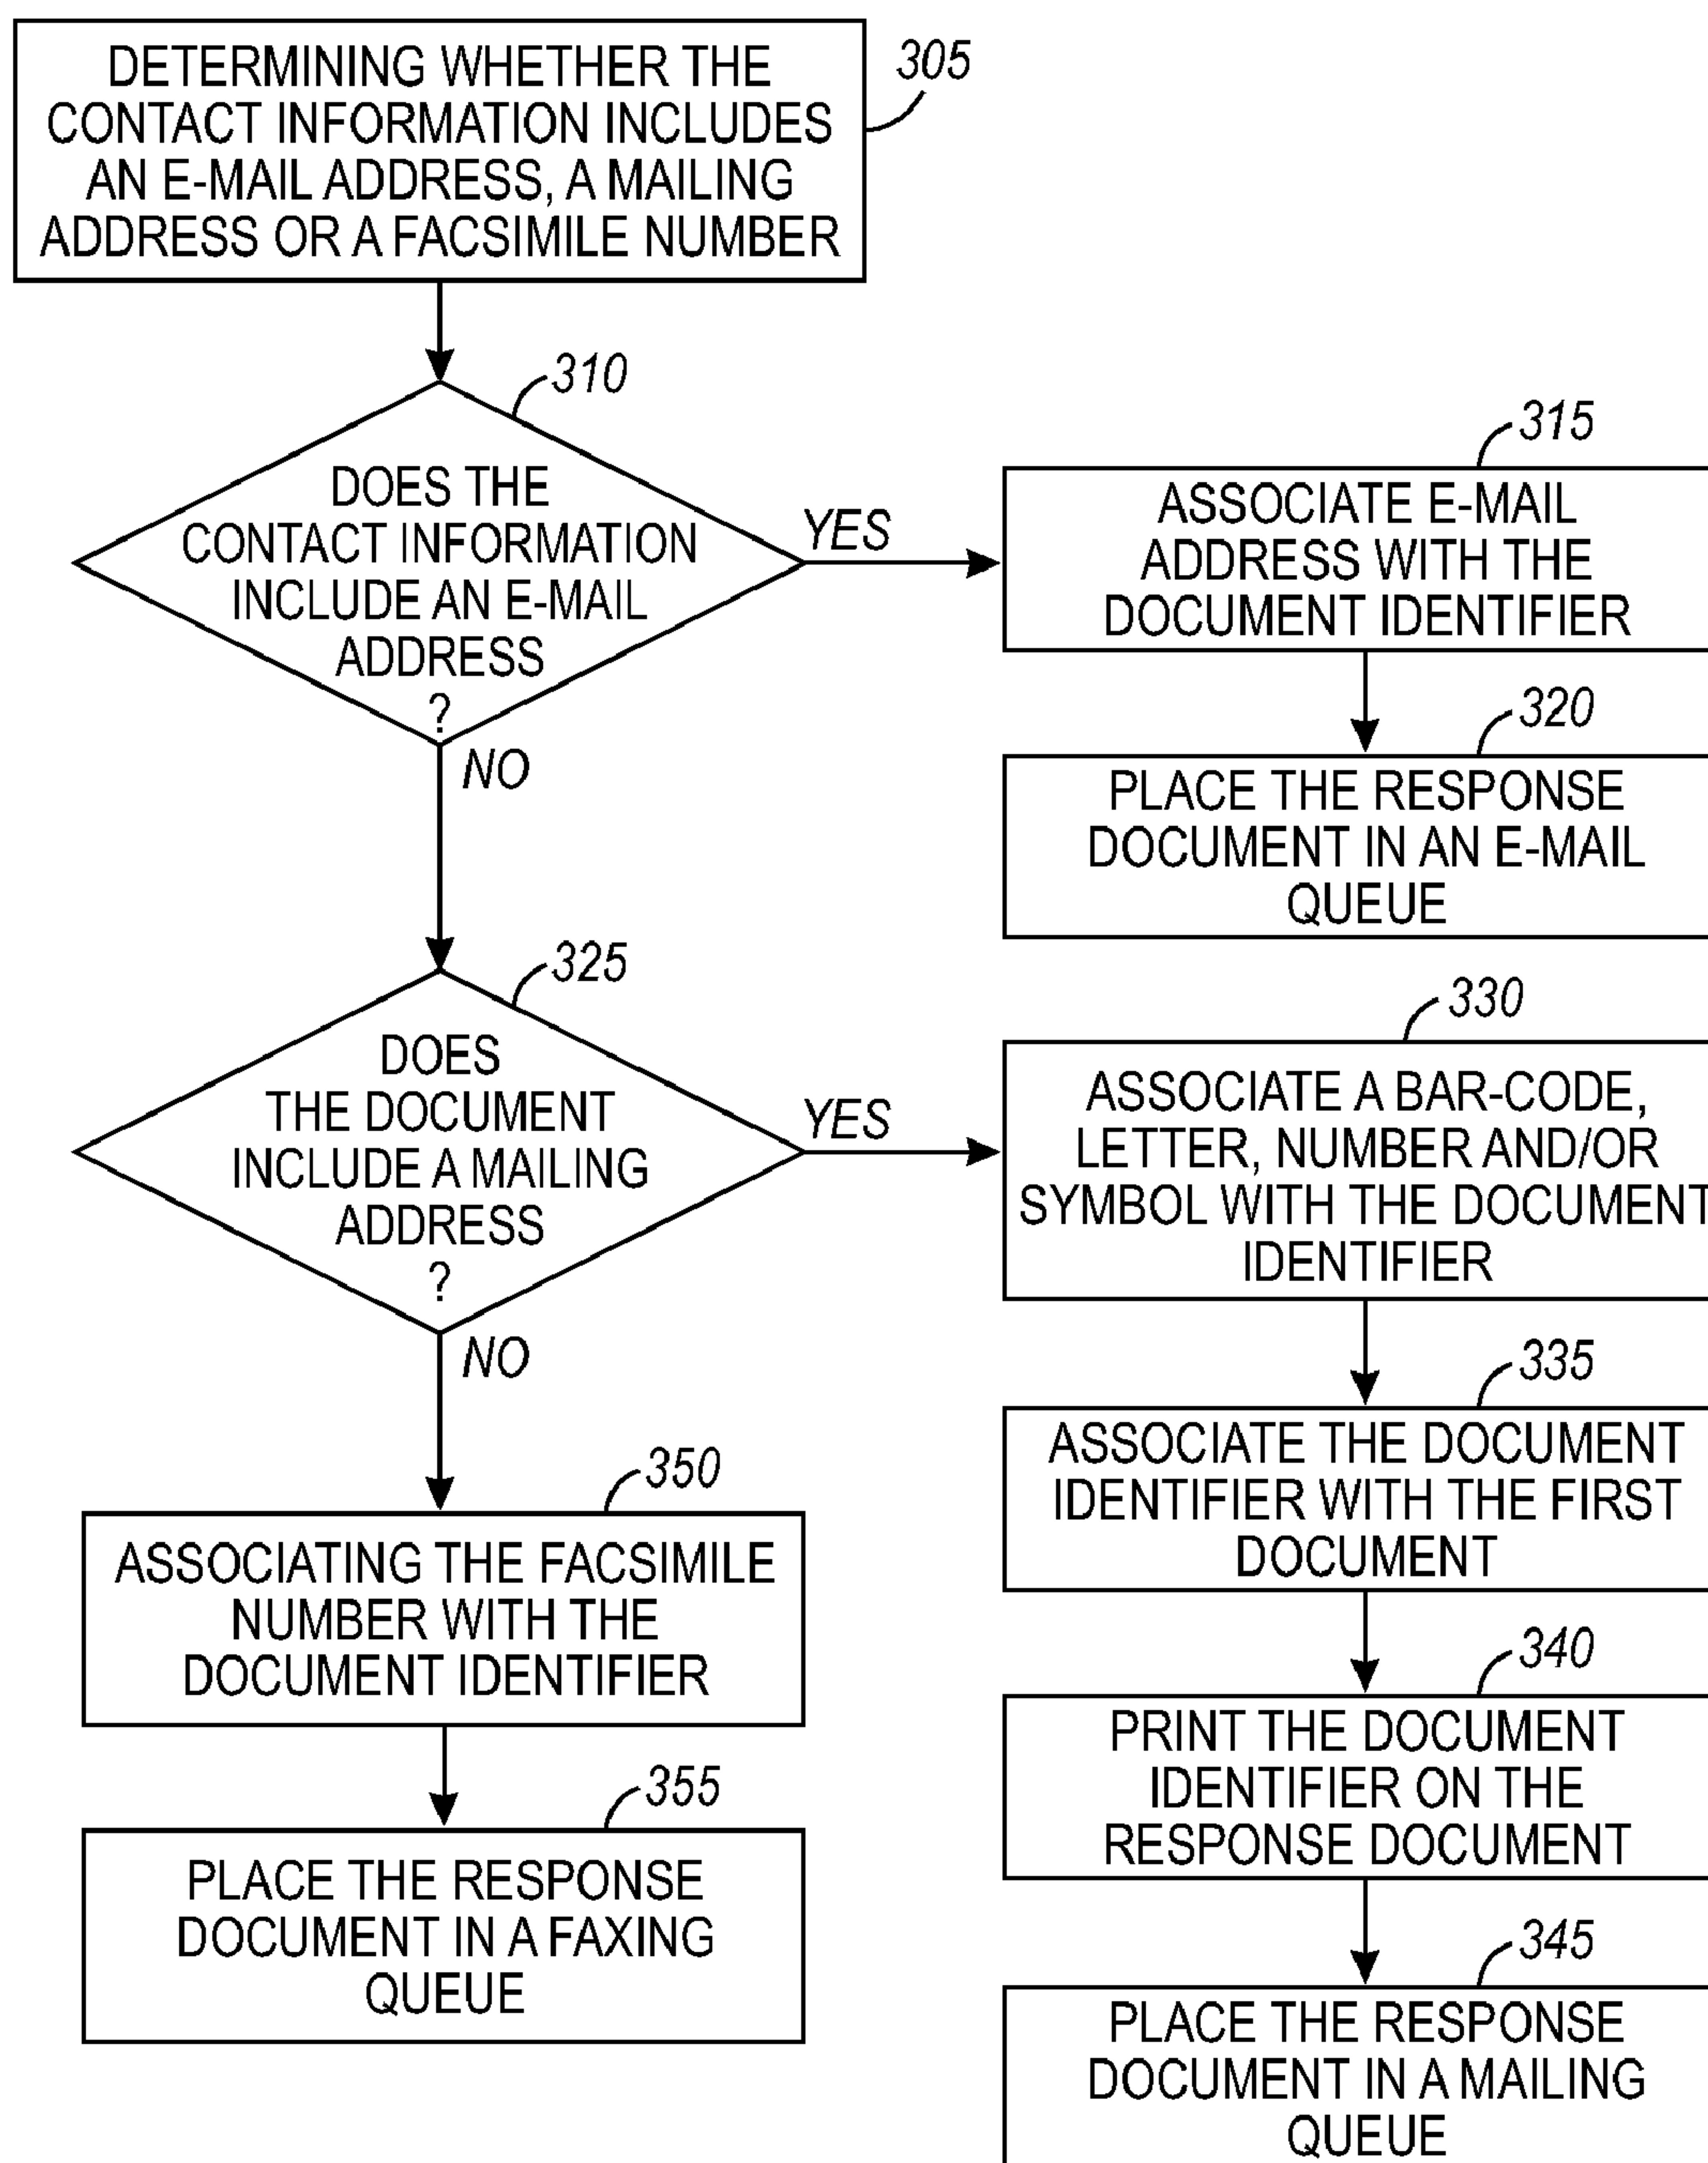 DETERMINING WHETHER THE
CONTACT INFORMATION INCLUDES
AN E-MAIL ADDRESS, A MAILING
ADDRESS OR A FACSIMILE NUMBER
305
310
DOES THE
CONTACT INFORMATION
INCLUDE AN E-MAIL
ADDRESS
?
YES
NO
315
ASSOCIATE E-MAIL
ADDRESS WITH THE
DOCUMENT IDENTIFIER
320
PLACE THE RESPONSE
DOCUMENT IN AN E-MAIL
QUEUE
325
DOES
THE DOCUMENT
INCLUDE A MAILING
ADDRESS
?
YES
NO
330
ASSOCIATE A BAR-CODE,
LETTER, NUMBER AND/OR
SYMBOL WITH THE DOCUMENT
IDENTIFIER
335
ASSOCIATE THE DOCUMENT
IDENTIFIER WITH THE FIRST
DOCUMENT
340
PRINT THE DOCUMENT
IDENTIFIER ON THE
RESPONSE DOCUMENT
345
PLACE THE RESPONSE
DOCUMENT IN A MAILING
QUEUE
350
ASSOCIATING THE FACSIMILE
NUMBER WITH THE
DOCUMENT IDENTIFIER
355
PLACE THE RESPONSE
DOCUMENT IN A FAXING
QUEUE